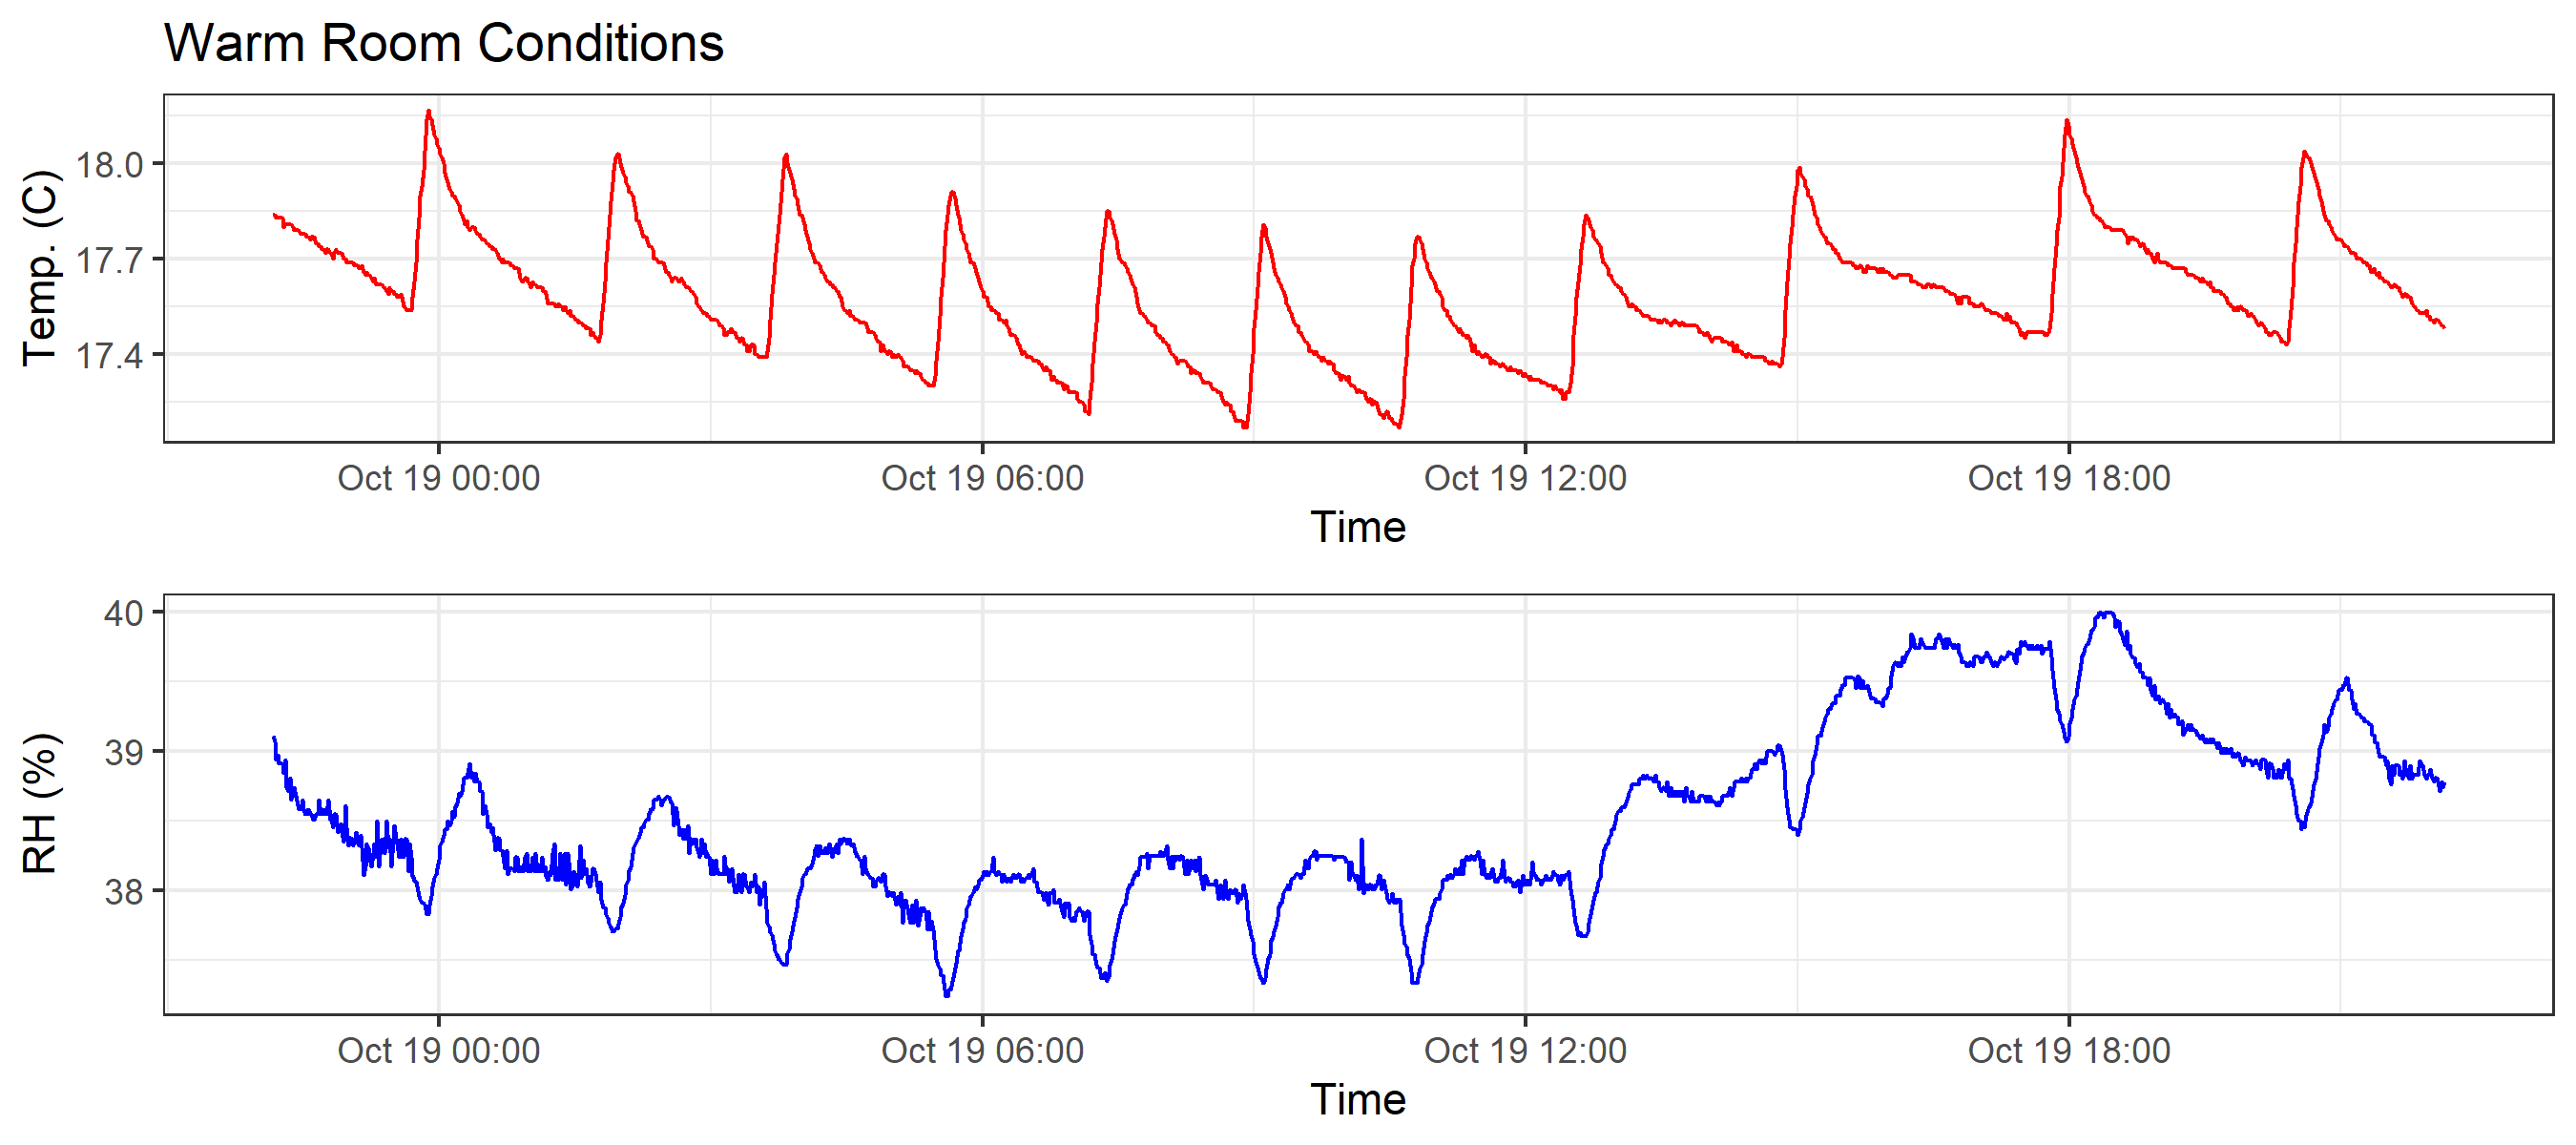 Warm Room Conditions
Temp. (C)
18.0
17.7
17.4
Oct 19 00:00 Oct 19 06:00 Oct 19 12:00 Oct 19 18:00
Time
RH (%)
40
39
38
Oct 19 00:00 Oct 19 06:00 Oct 19 12:00 Oct 19 18:00
Time